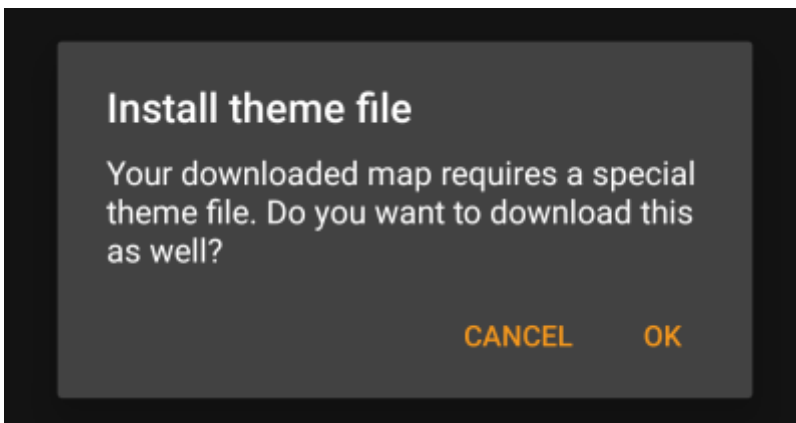 Install theme file
Your downloaded map requires a special
theme file. Do you want to download this
as well?
CANCEL OK